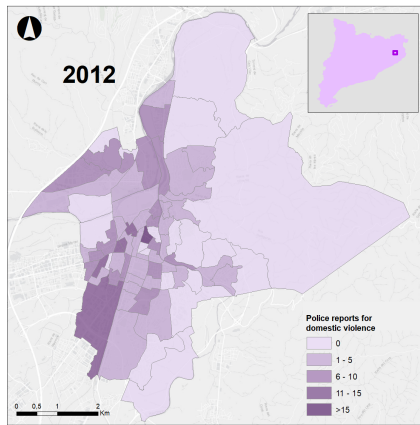 2012
Police reports for
domestic violence
0
1 - 5
6 - 10
11 - 15
>15
0 0,5 1 2
Km